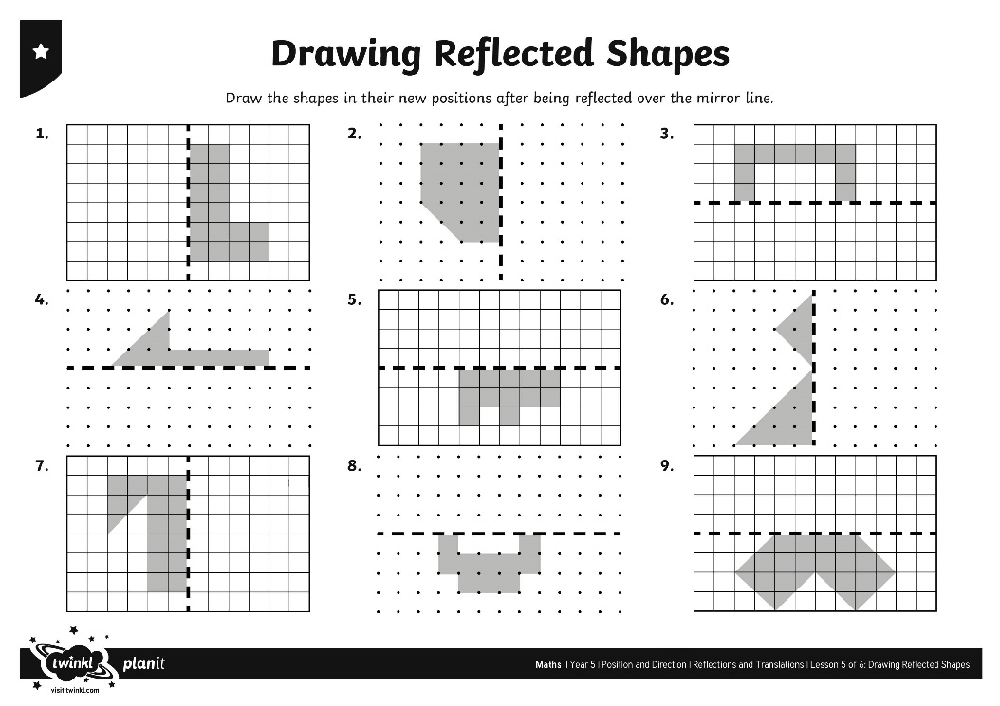 Drawing Reflected Shapes
Draw the shapes in their new positions after being reflected over the mirror line.
1.
2.
3.
4.
5.
6.
7.
8.
9.
twinkl
planit
visit twinkl.com
Maths | Year 5 | Position and Direction | Reflections and Translations | Lesson 5 of 6: Drawing Reflected Shapes